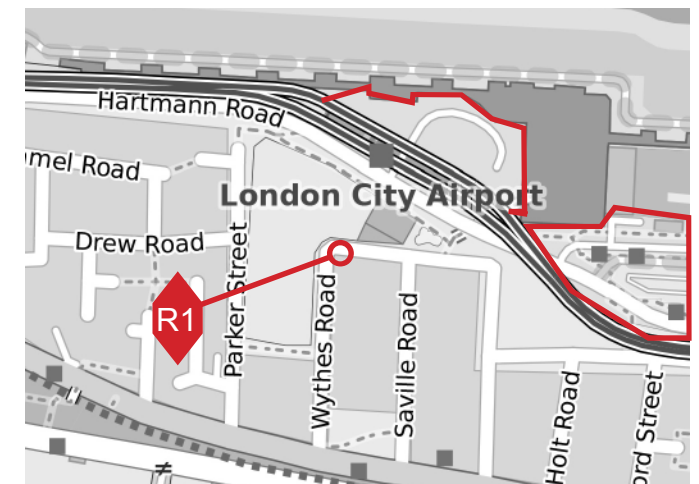 Hartmann Road
mel Road
London City Airport
Drew Road
Parker Street
R1
Wythes Road
Saville Road
Holt Road
ord Street